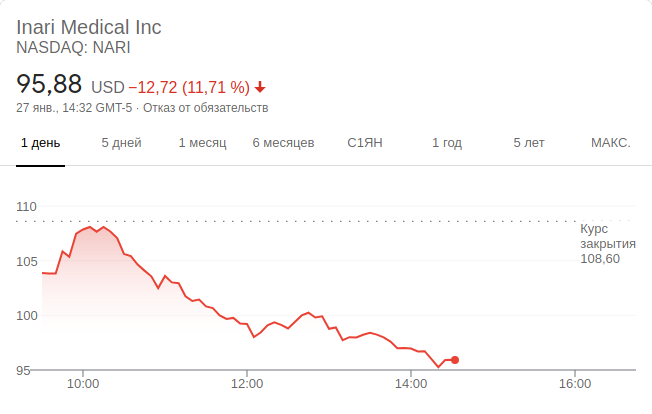 Inari Medical Inc
NASDAQ: NARI
95,88 USD −12,72 (11,71 %)
27 янв., 14:32 GMT-5 · Отказ от обязательств
1 день 5 дней 1 месяц 6 месяцев С1ЯН 1 год 5 лет МАКС.
110
Курс
закрытия
108,60
105
100
95
10:00 12:00 14:00 16:00